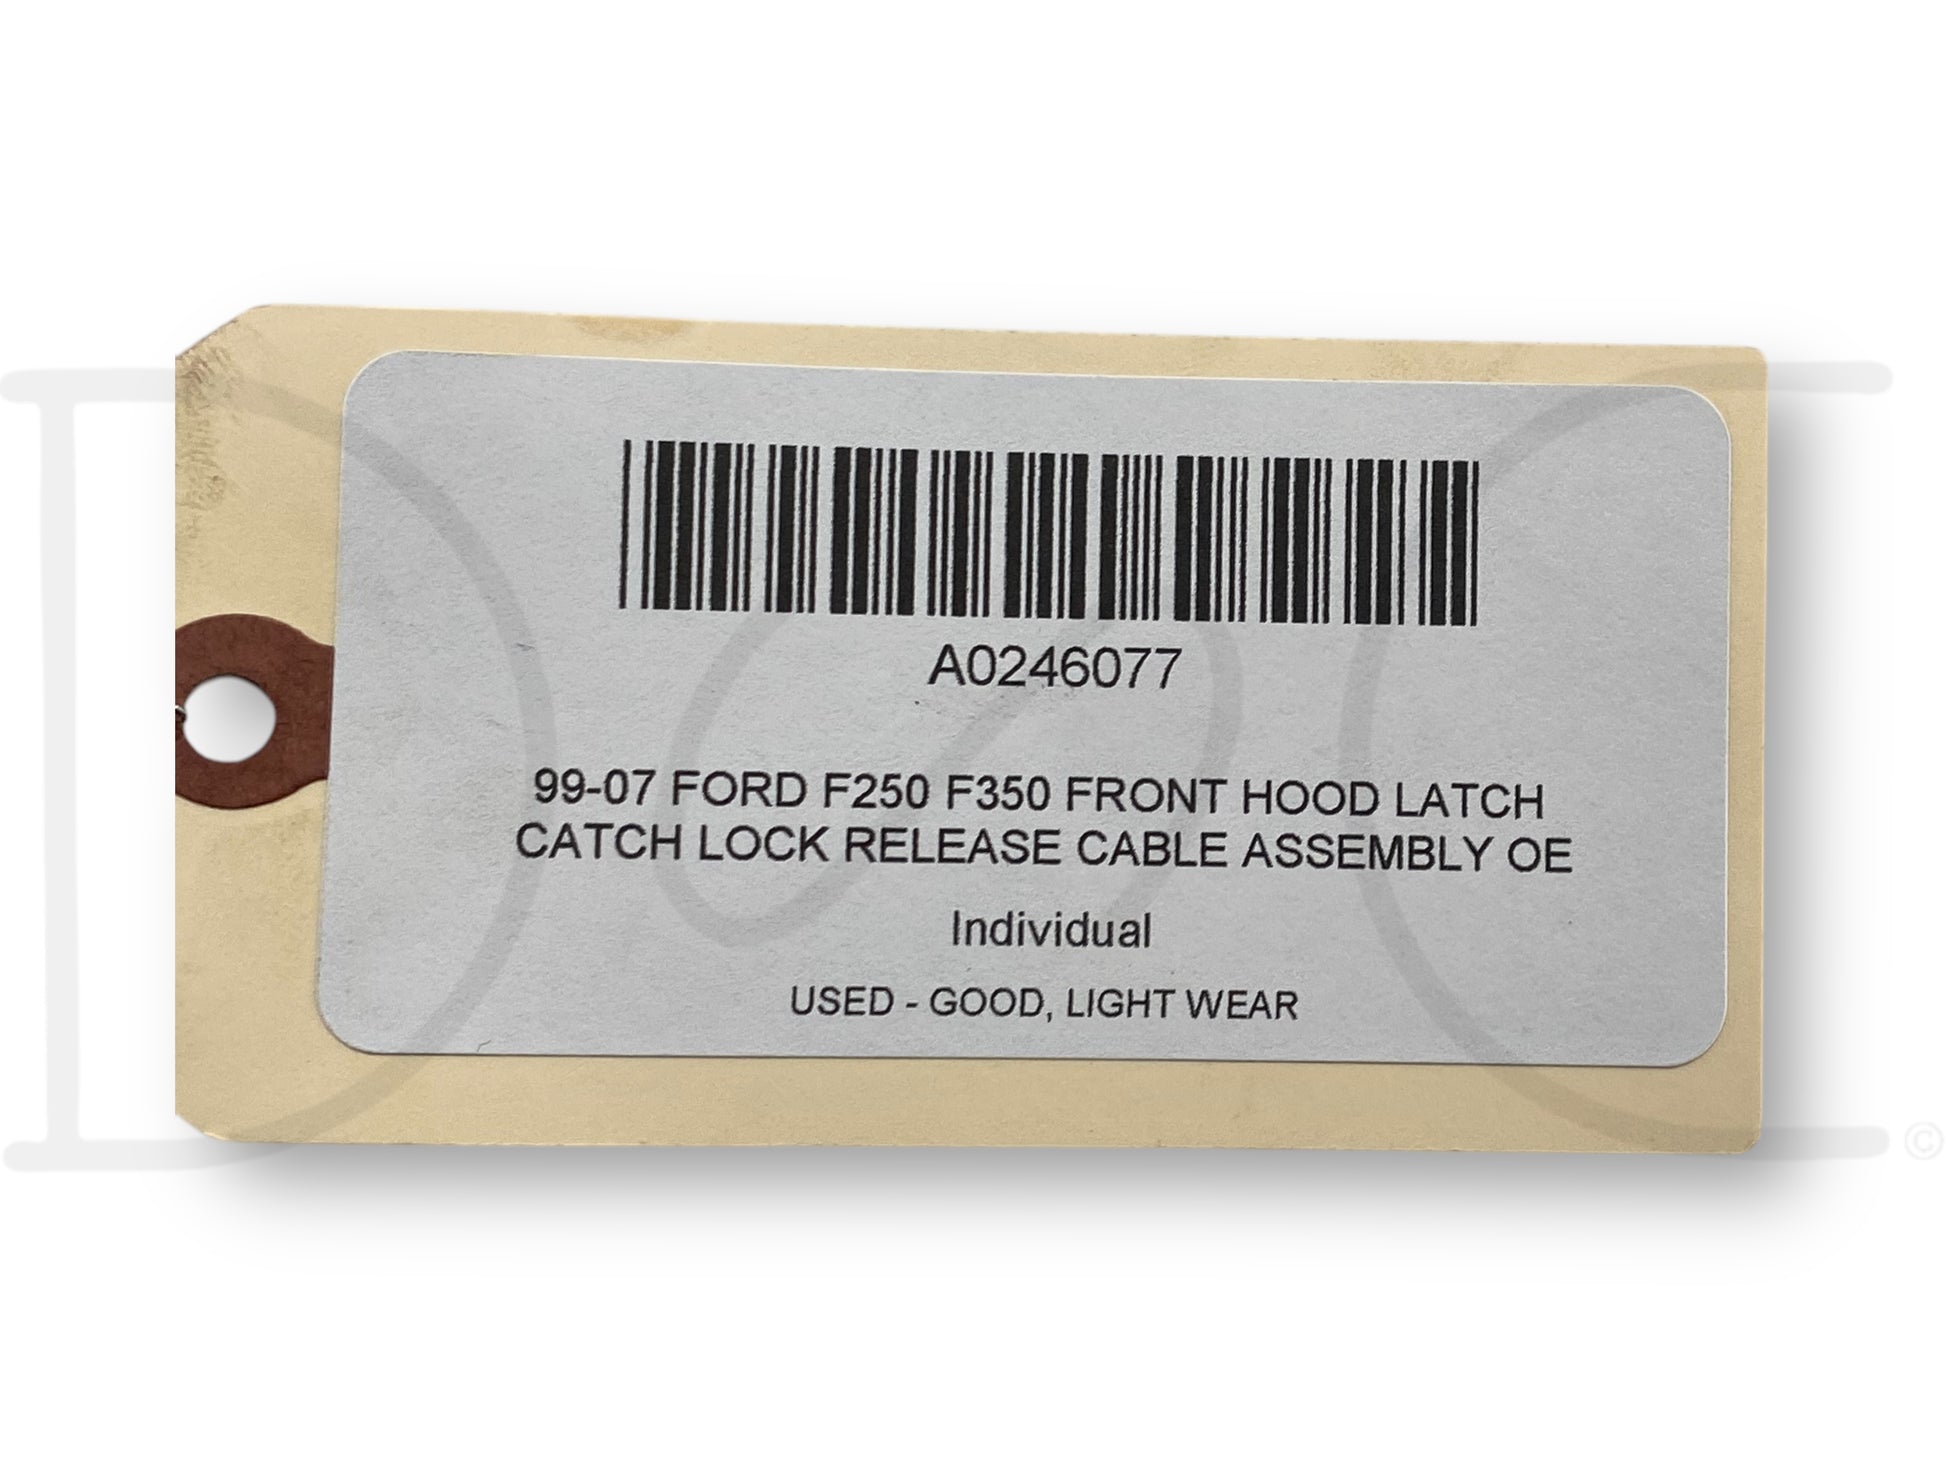 A0246077
99-07 FORD F250 F350 FRONT HOOD LATCH
CATCH LOCK RELEASE CABLE ASSEMBLY OE
Individual
USED - GOOD, LIGHT WEAR
©